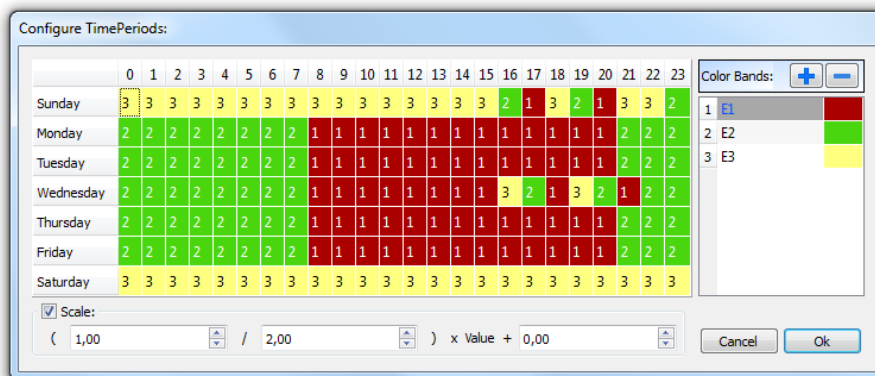 Configure TimePeriods:
0 1 2 3 4 5 6 7 8 9 10 11 12 13 14 15 16 17 18 19 20 21 22 23
Sunday 3 3 3 3 3 3 3 3 3 3 3 3 3 3 3 3 2 1 3 2 1 3 3 2
Monday 2 2 2 2 2 2 2 2 1 1 1 1 1 1 1 1 1 1 1 1 1 2 2 2
Tuesday 2 2 2 2 2 2 2 2 1 1 1 1 1 1 1 1 1 1 1 1 1 2 2 2
Wednesday 2 2 2 2 2 2 2 2 1 1 1 1 1 1 1 1 3 2 1 3 2 1 2 2
Thursday 2 2 2 2 2 2 2 2 1 1 1 1 1 1 1 1 1 1 1 1 1 2 2 2
Friday 2 2 2 2 2 2 2 2 1 1 1 1 1 1 1 1 1 1 1 1 1 2 2 2
Saturday 3 3 3 3 3 3 3 3 3 3 3 3 3 3 3 3 3 3 3 3 3 3 3 3
Color Bands: + −
1 E1
2 E2
3 E3
Scale:
( 1,00 / 2,00 ) x Value + 0,00
Cancel Ok